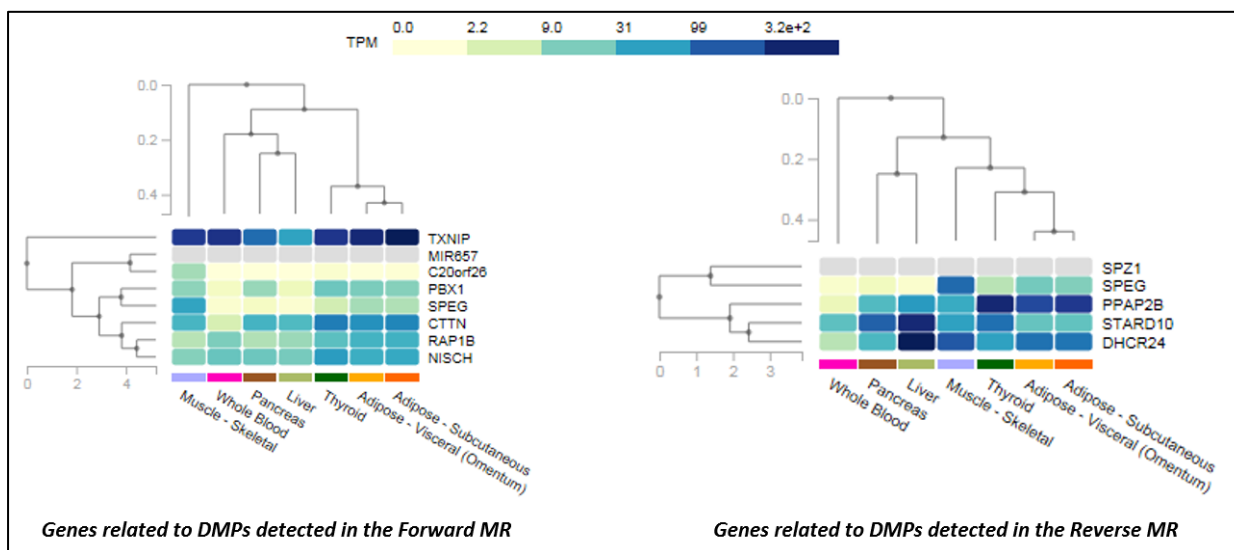 TPM
0.0 2.2 9.0 31 99 3.2e+2
0.0
0.2
0.4
TXNIP
MIR657
C20orf26
PBX1
SPEG
CTTN
RAP1B
NISCH
0 2 4
Muscle - Skeletal
Whole Blood
Pancreas
Liver
Thyroid
Adipose - Visceral (Omentum)
Adipose - Subcutaneous
Genes related to DMPs detected in the Forward MR
0.0
0.2
0.4
SPZ1
SPEG
PPAP2B
STARD10
DHCR24
0 1 2 3
Whole Blood
Pancreas
Liver
Muscle - Skeletal
Thyroid
Adipose - Visceral (Omentum)
Adipose - Subcutaneous
Genes related to DMPs detected in the Reverse MR